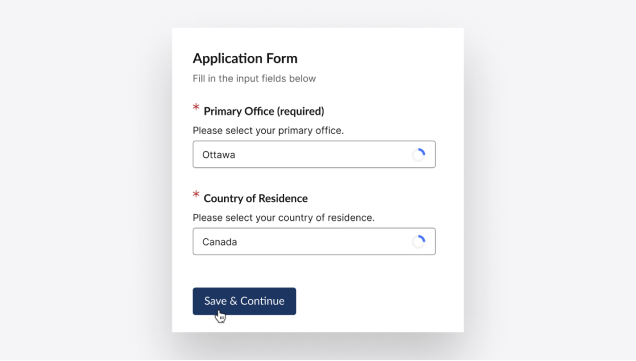 Application Form
Fill in the input fields below
* Primary Office (required)
Please select your primary office.
Ottawa
* Country of Residence
Please select your country of residence.
Canada
Save & Continue